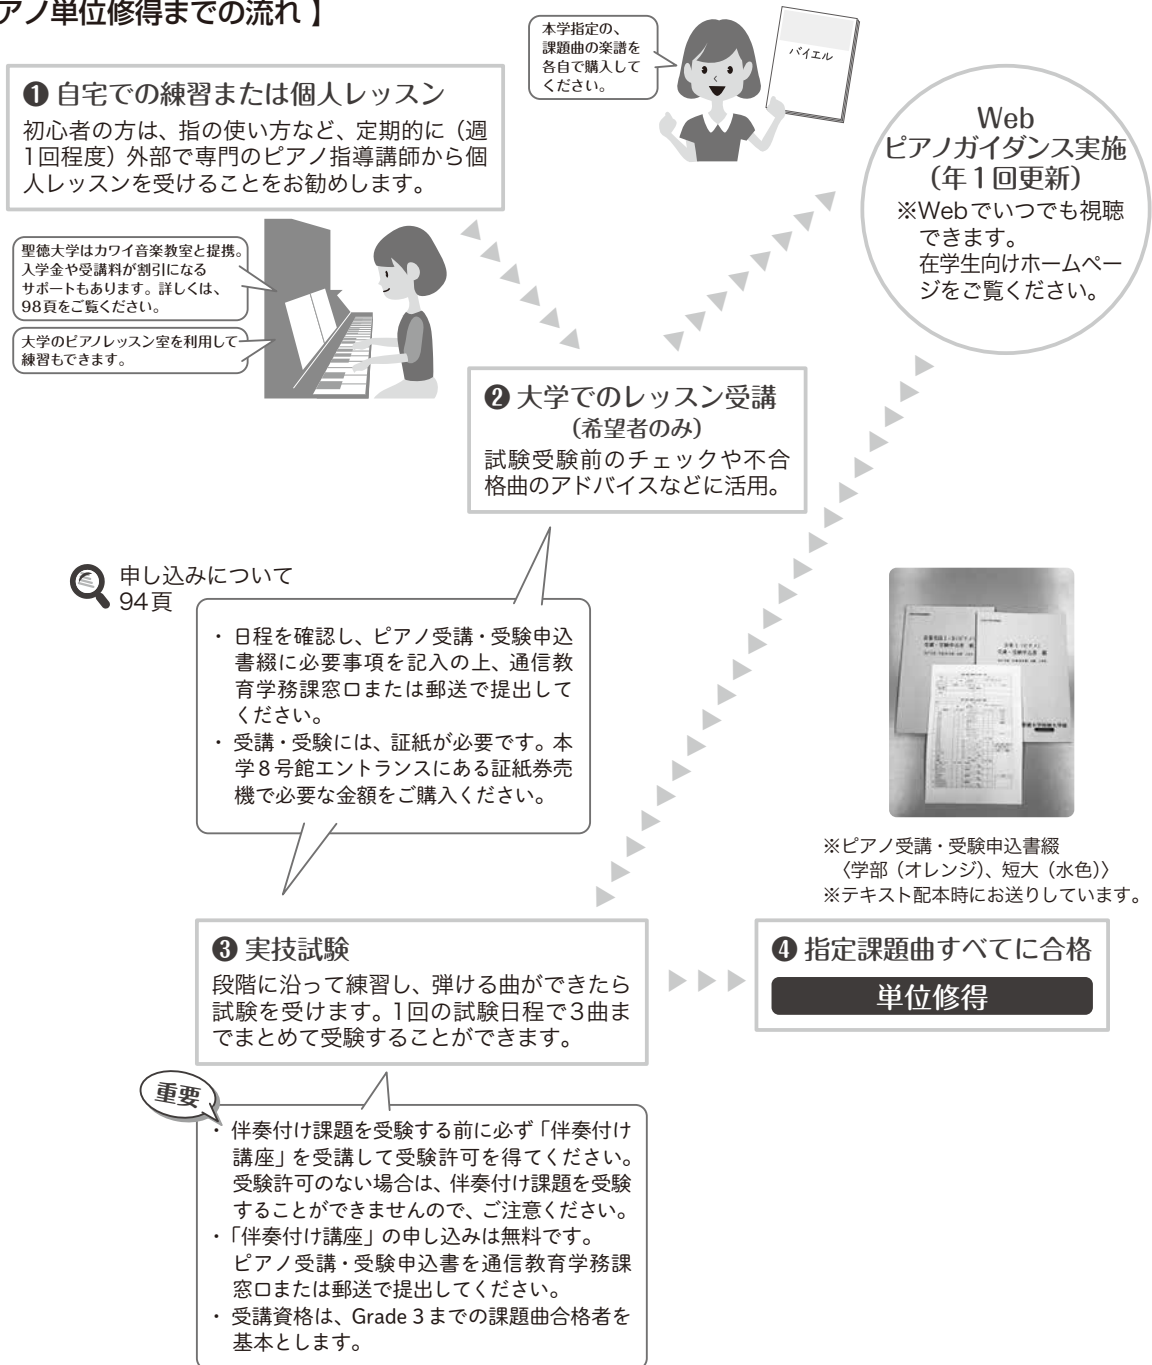 アノ単位修得までの流れ 】
本学指定の、
課題曲の楽譜を
各自で購入して
ください。
バイエル
❶ 自宅での練習または個人レッスン
初心者の方は、指の使い方など、定期的に（週
1回程度）外部で専門のピアノ指導講師から個
人レッスンを受けることをお勧めします。
Web
ピアノガイダンス実施
（年１回更新）
※Webでいつでも視聴
できます。
在学生向けホームペー
ジをご覧ください。
聖徳大学はカワイ音楽教室と提携。
入学金や受講料が割引になる
サポートもあります。詳しくは、
98頁をご覧ください。
大学のピアノレッスン室を利用して
練習もできます。
❷ 大学でのレッスン受講
（希望者のみ）
試験受験前のチェックや不合
格曲のアドバイスなどに活用。
申し込みについて
94頁
・ 日程を確認し、ピアノ受講・受験申込
書綴に必要事項を記入の上、通信教
育学務課窓口または郵送で提出して
ください。
・ 受講・受験には、証紙が必要です。本
学８号館エントランスにある証紙券売
機で必要な金額をご購入ください。
※ピアノ受講・受験申込書綴
〈学部（オレンジ）、短大（水色）〉
※テキスト配本時にお送りしています。
❸ 実技試験
段階に沿って練習し、弾ける曲ができたら
試験を受けます。1回の試験日程で3曲ま
でまとめて受験することができます。
❹ 指定課題曲すべてに合格
単位修得
重要
・ 伴奏付け課題を受験する前に必ず「伴奏付け
講座」を受講して受験許可を得てください。
受験許可のない場合は、伴奏付け課題を受験
することができませんので、ご注意ください。
・「伴奏付け講座」の申し込みは無料です。
ピアノ受講・受験申込書を通信教育学務課
窓口または郵送で提出してください。
・ 受講資格は、Grade 3までの課題曲合格者を
基本とします。